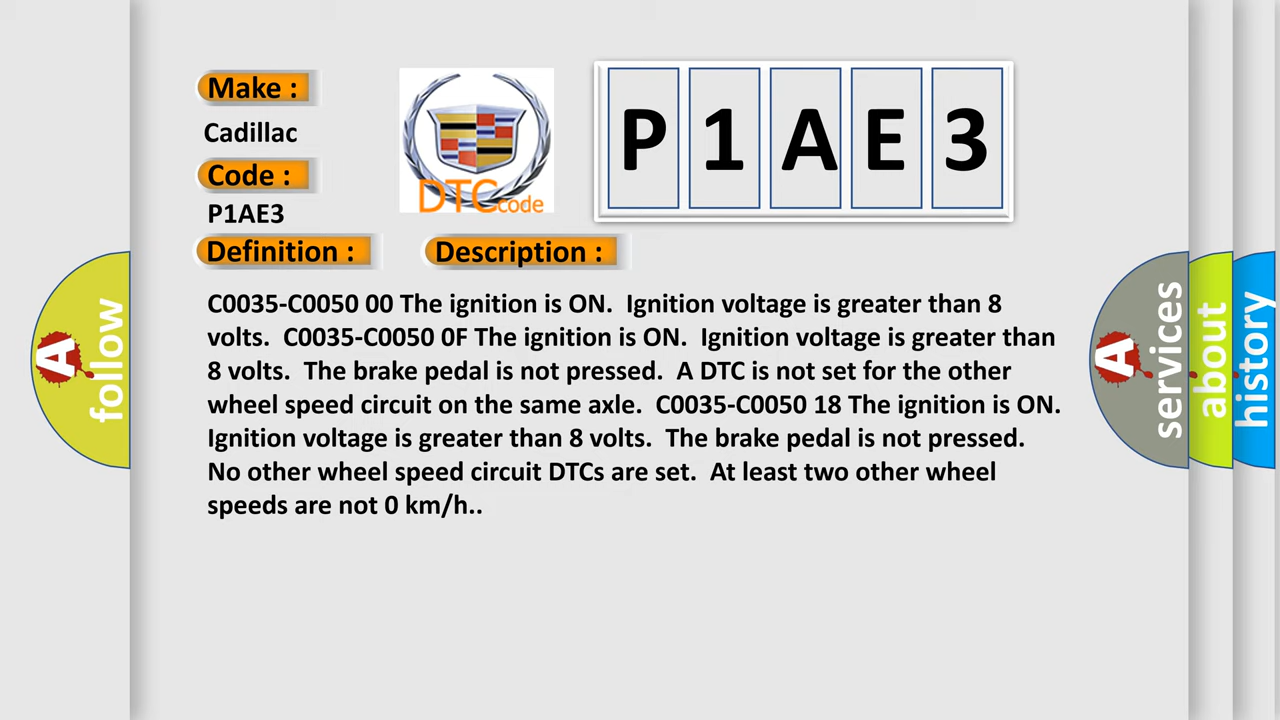 Make :
Cadillac
Code :
P1AE3
Definition :
Description :
DTC code
P1AE3
C0035-C0050 00 The ignition is ON.  Ignition voltage is greater than 8
volts.  C0035-C0050 0F The ignition is ON.  Ignition voltage is greater than
8 volts.  The brake pedal is not pressed.  A DTC is not set for the other
wheel speed circuit on the same axle.  C0035-C0050 18 The ignition is ON.
Ignition voltage is greater than 8 volts.  The brake pedal is not pressed.
No other wheel speed circuit DTCs are set.  At least two other wheel
speeds are not 0 km/h..
A
follow
A
services
about
history